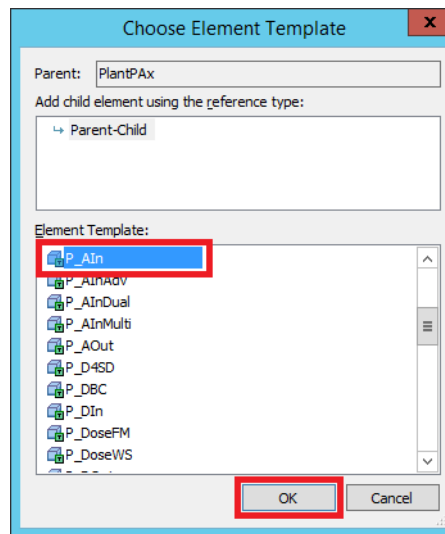 Choose Element Template
x
Parent: PlantPAx
Add child element using the reference type:
Parent-Child
Element Template:
P_AIn
P_AInAdv
P_AInDual
P_AInMulti
P_AOut
P_D4SD
P_DBC
P_DIn
P_DoseFM
P_DoseWS
OK Cancel